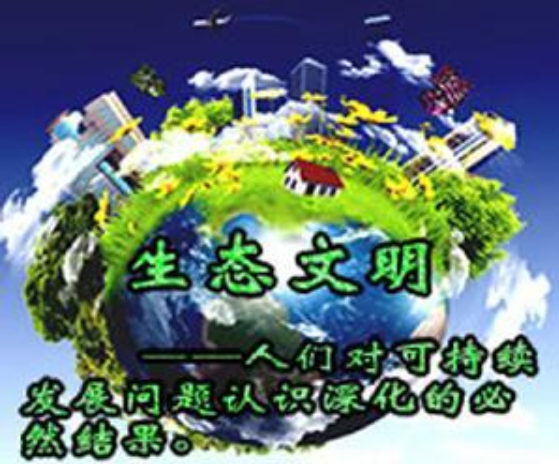 生态文明
———人们对可持续
发展问题认识深化的必
然结果。